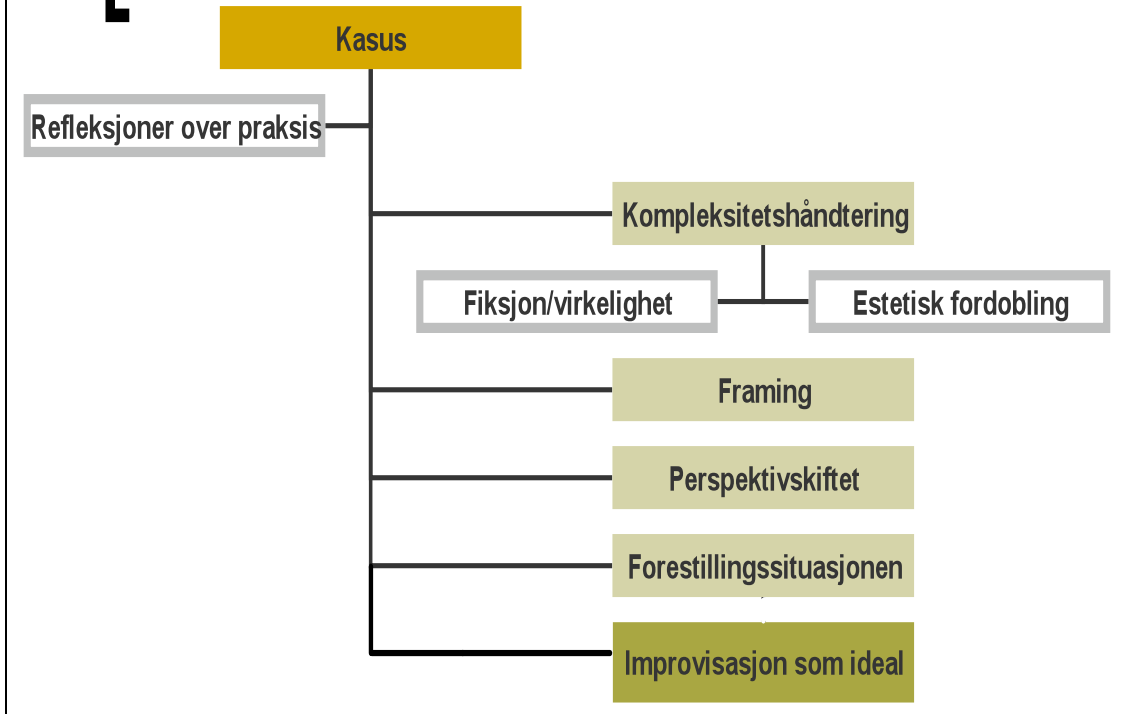 Kasus
Refleksjoner over praksis
Kompleksitetshåndtering
Fiksjon/virkelighet
Estetisk fordobling
Framing
Perspektivskiftet
Forestillingssituasjonen
Improvisasjon som ideal